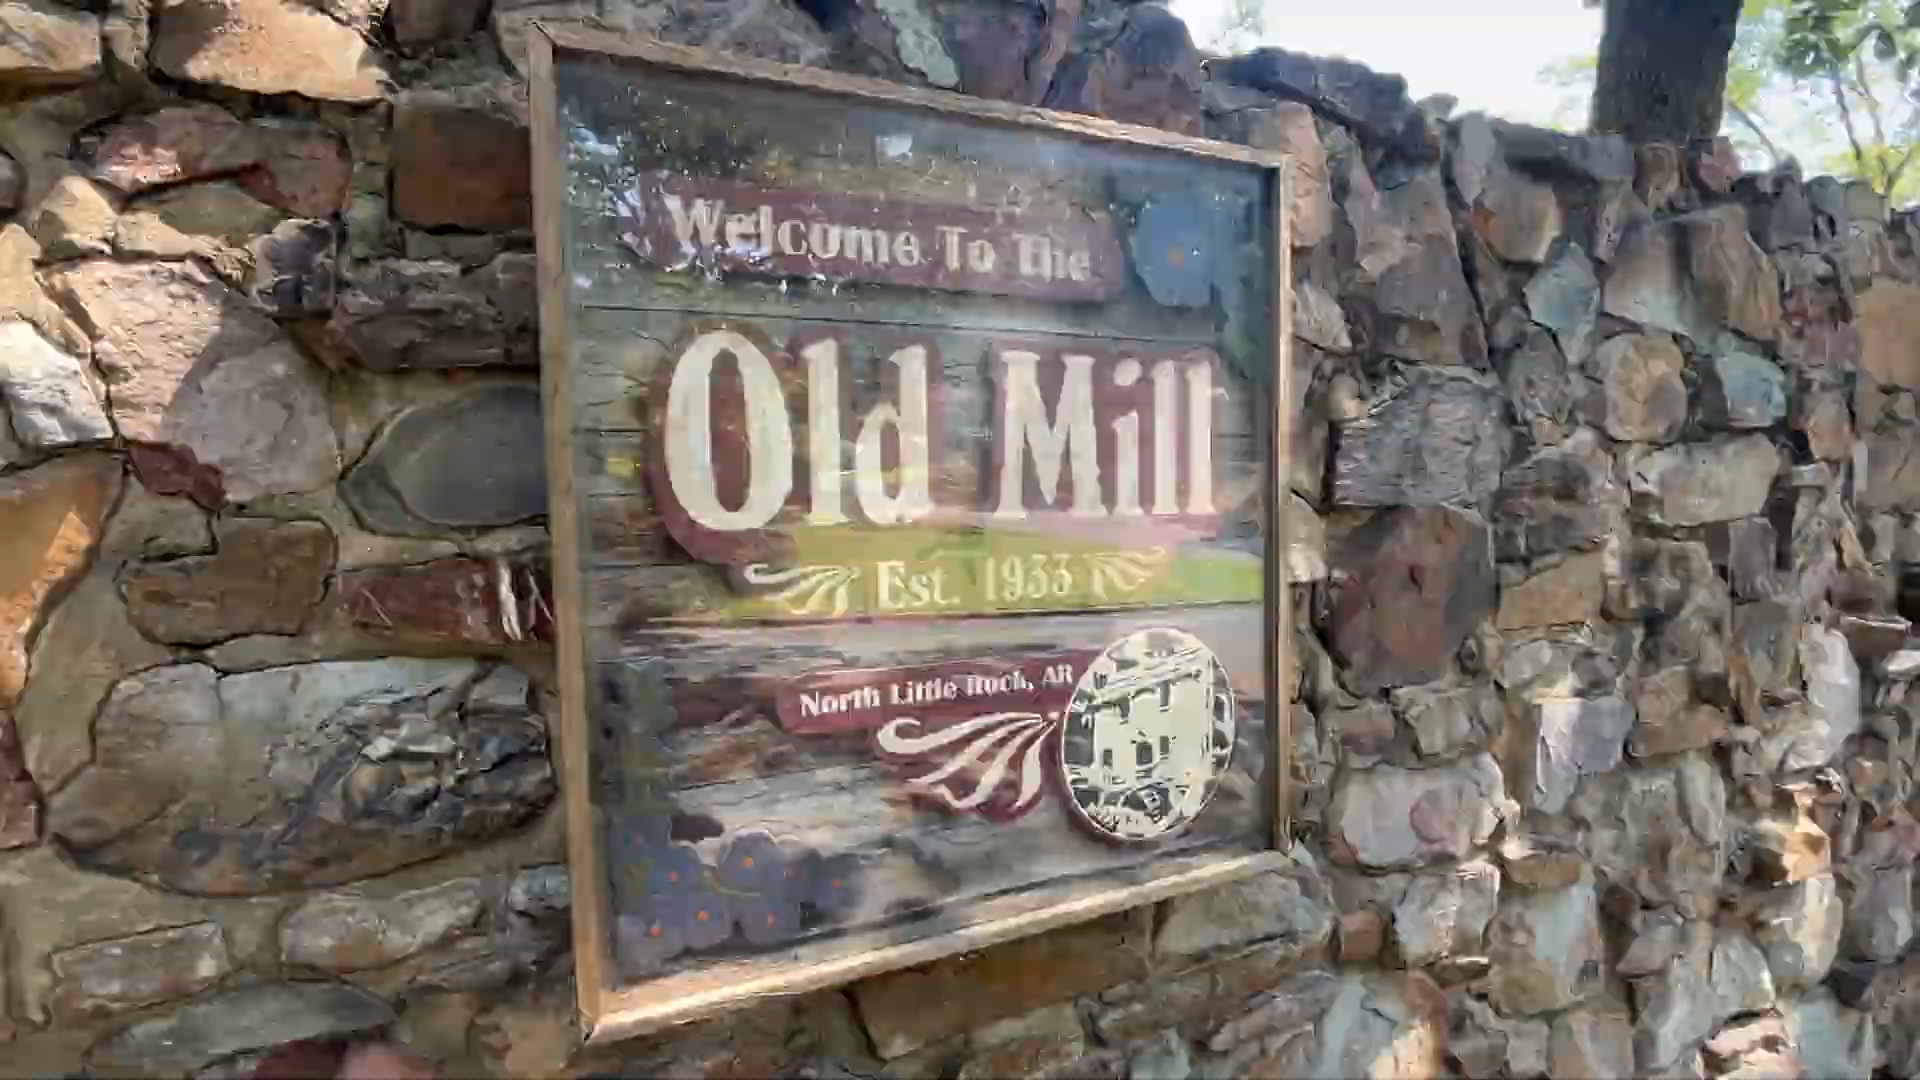 Welcome To The
Old Mill
Est. 1933
North Little Rock, AR